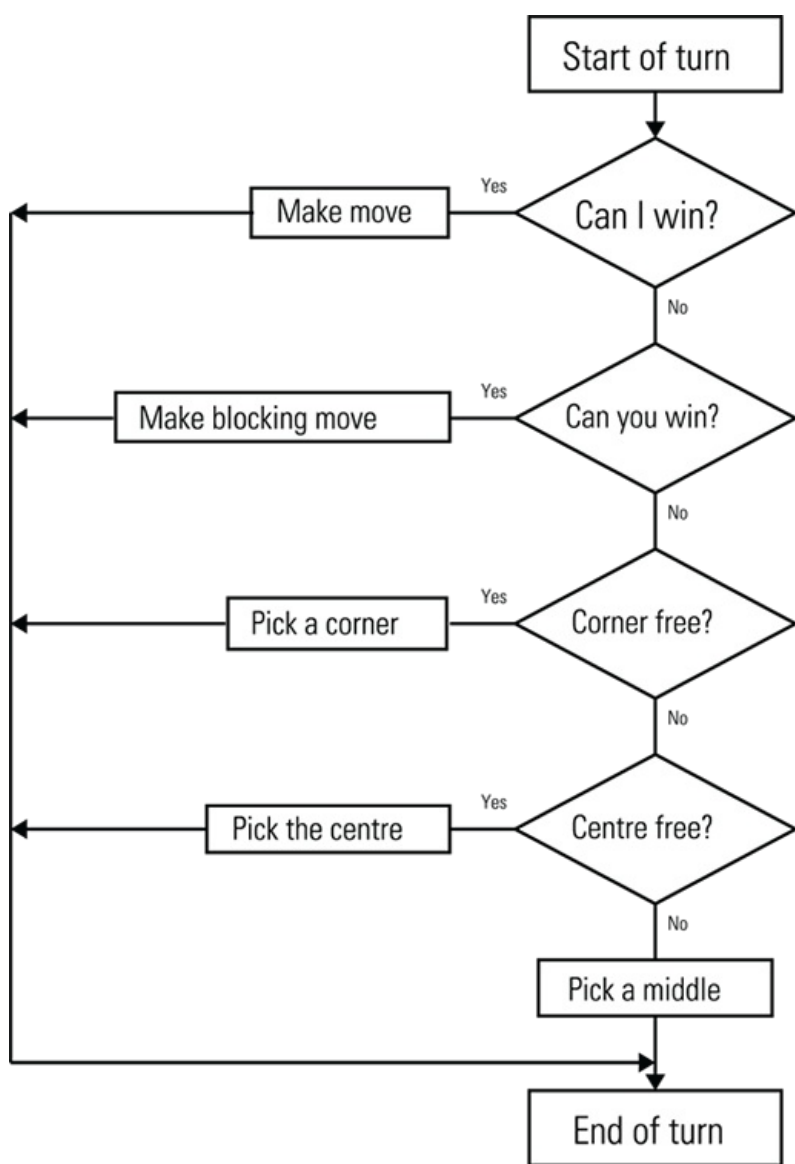 Start of turn
Yes
Make move
Can I win?
No
Yes
Make blocking move
Can you win?
No
Yes
Pick a corner
Corner free?
No
Yes
Pick the centre
Centre free?
No
Pick a middle
End of turn